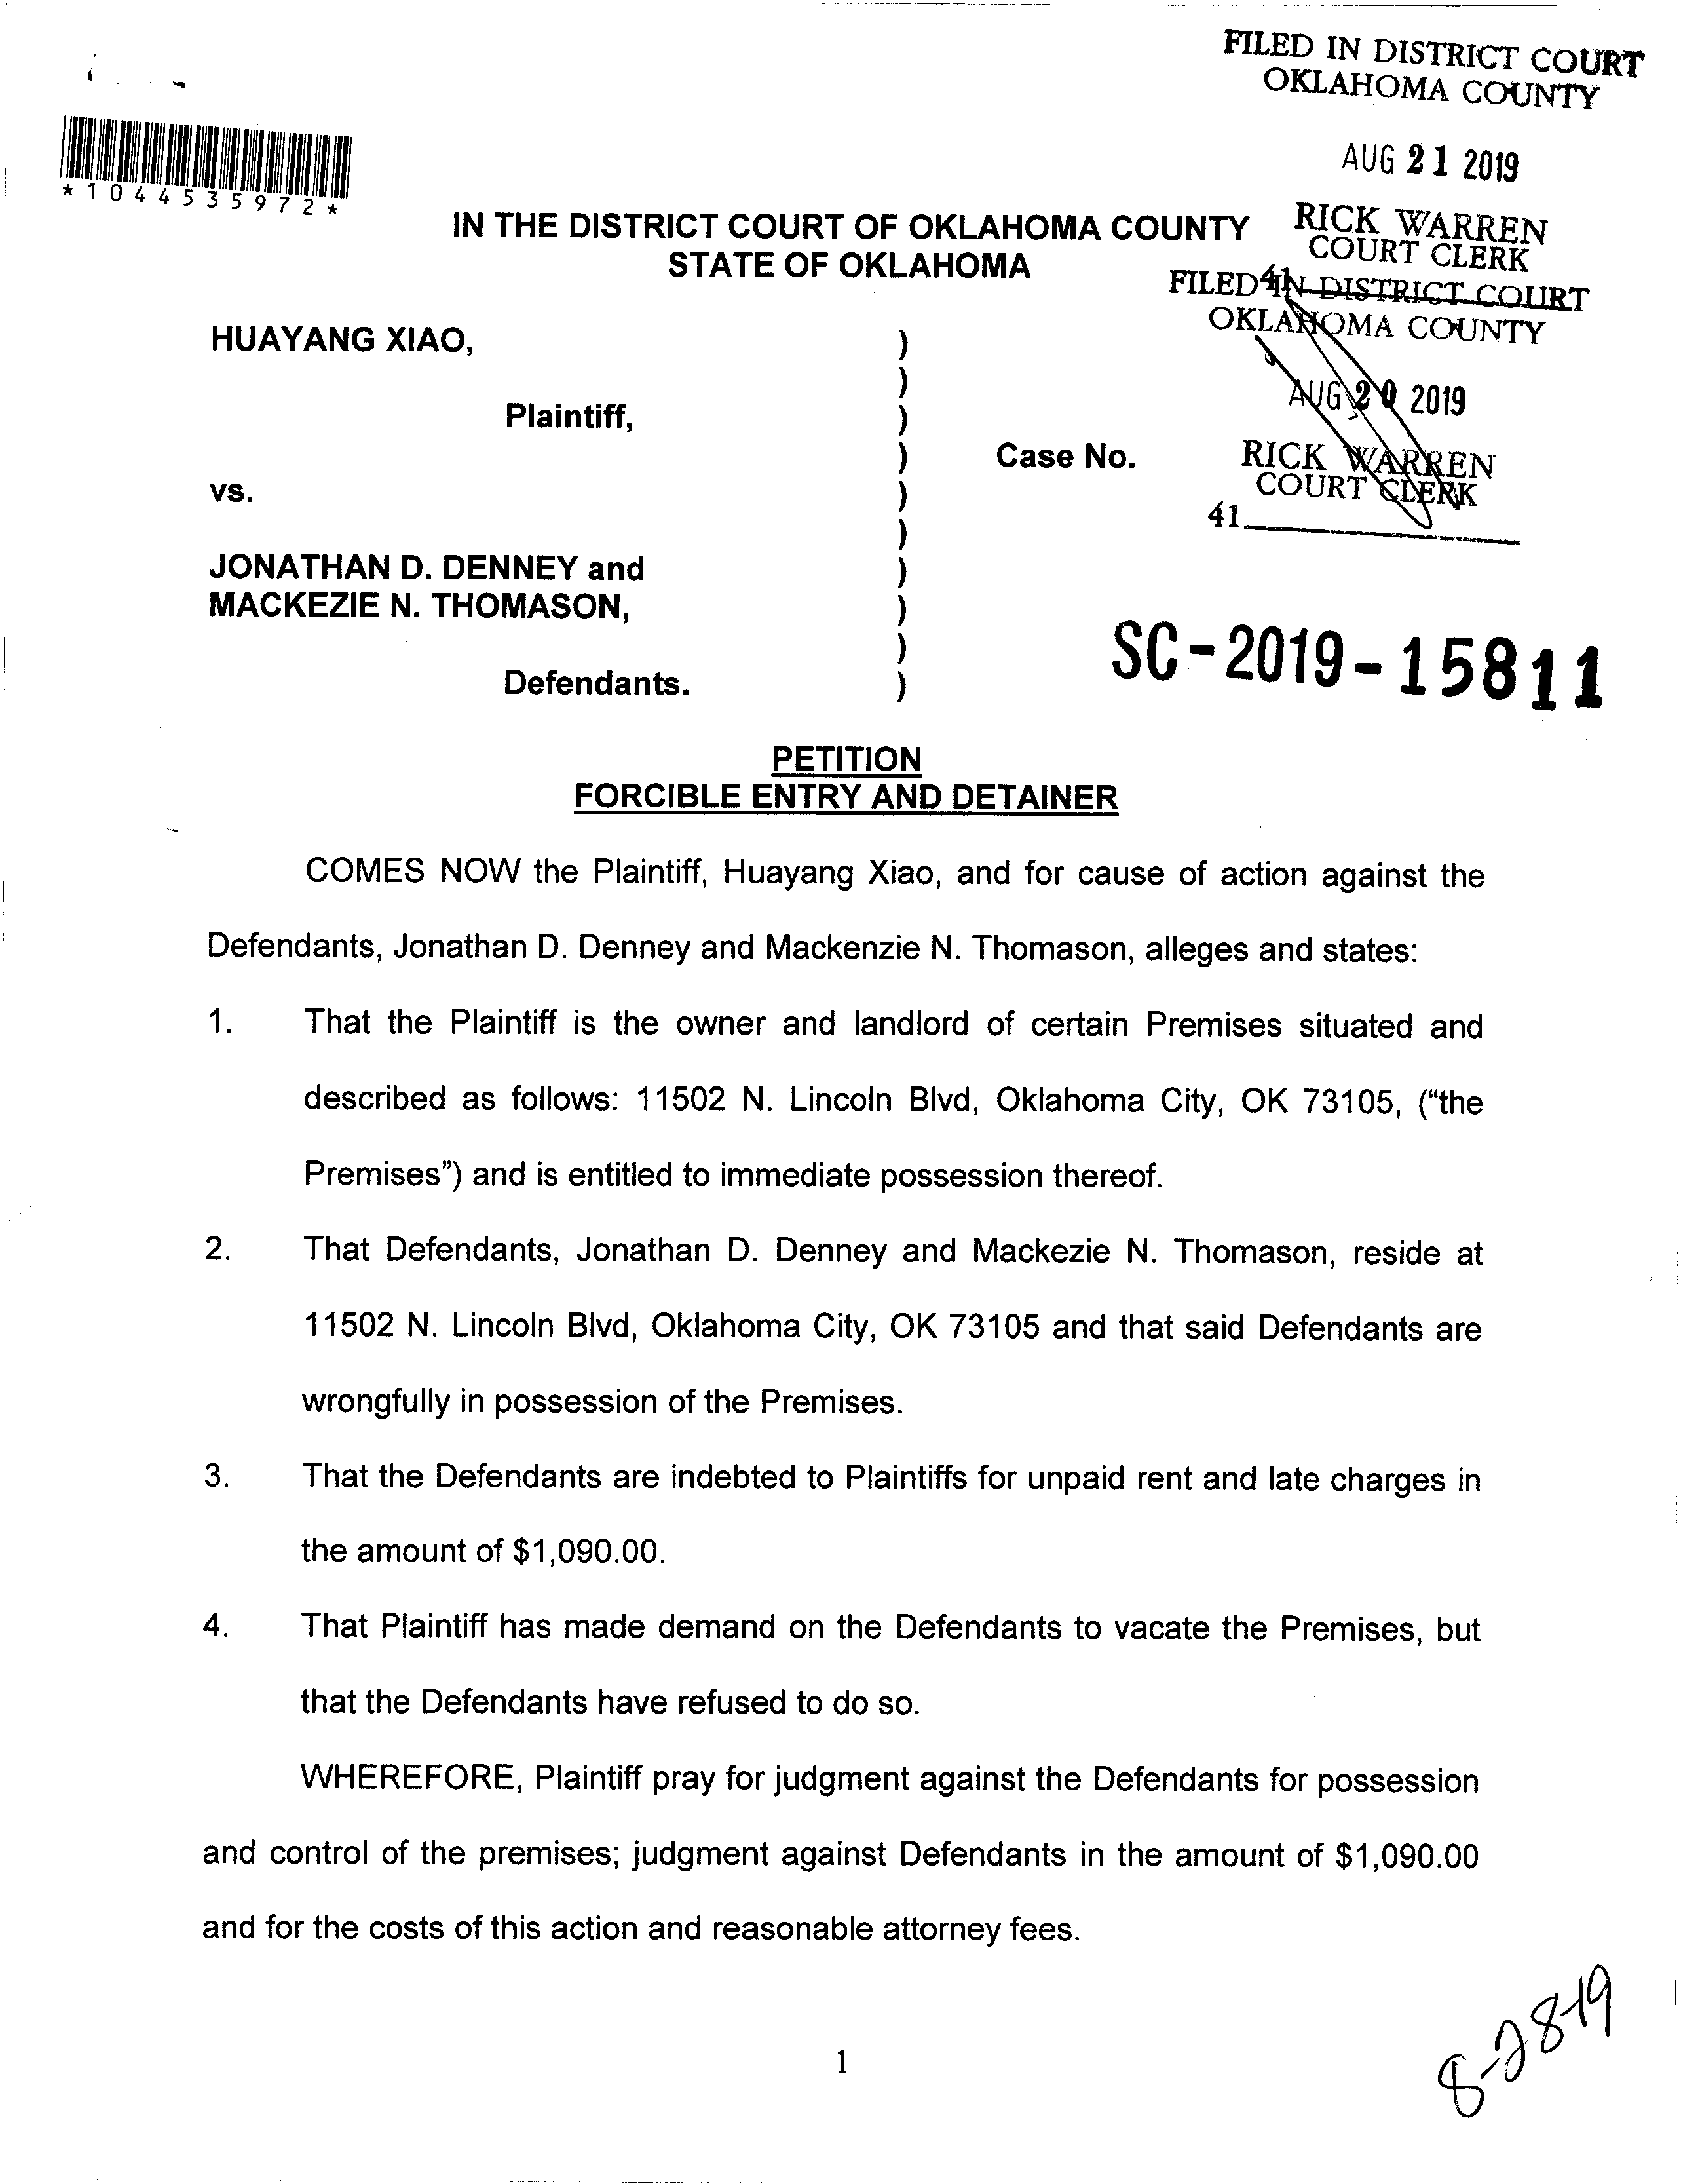 FILED IN DISTRICT COURT
OKLAHOMA COUNTY
AUG 21 2019
RICK WARREN
COURT CLERK
41
*1044535972*
IN THE DISTRICT COURT OF OKLAHOMA COUNTY
STATE OF OKLAHOMA
FILED IN DISTRICT COURT
OKLAHOMA COUNTY
AUG 20 2019
RICK WARREN
COURT CLERK
41
HUAYANG XIAO, )
)
Plaintiff, )
) Case No.
vs. )
)
JONATHAN D. DENNEY and )
MACKEZIE N. THOMASON, )
)
Defendants. )
SC-2019-15811
PETITION
FORCIBLE ENTRY AND DETAINER
COMES NOW the Plaintiff, Huayang Xiao, and for cause of action against the
Defendants, Jonathan D. Denney and Mackenzie N. Thomason, alleges and states:
1. That the Plaintiff is the owner and landlord of certain Premises situated and
described as follows: 11502 N. Lincoln Blvd, Oklahoma City, OK 73105, (“the
Premises”) and is entitled to immediate possession thereof.
2. That Defendants, Jonathan D. Denney and Mackezie N. Thomason, reside at
11502 N. Lincoln Blvd, Oklahoma City, OK 73105 and that said Defendants are
wrongfully in possession of the Premises.
3. That the Defendants are indebted to Plaintiffs for unpaid rent and late charges in
the amount of $1,090.00.
4. That Plaintiff has made demand on the Defendants to vacate the Premises, but
that the Defendants have refused to do so.
WHEREFORE, Plaintiff pray for judgment against the Defendants for possession
and control of the premises; judgment against Defendants in the amount of $1,090.00
and for the costs of this action and reasonable attorney fees.
1
8-28-19